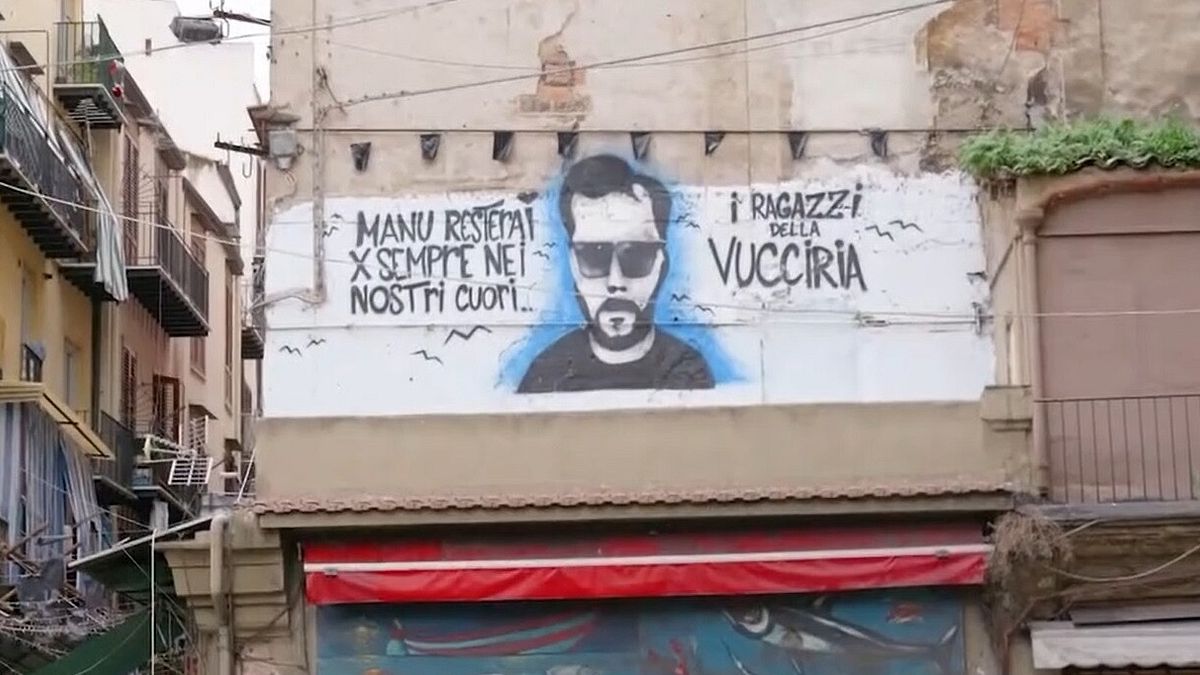 MANU RESTERAI
X SEMPRE NEI
NOSTRI CUORI..
I RAGAZZI
DELLA
VUCCIRIA